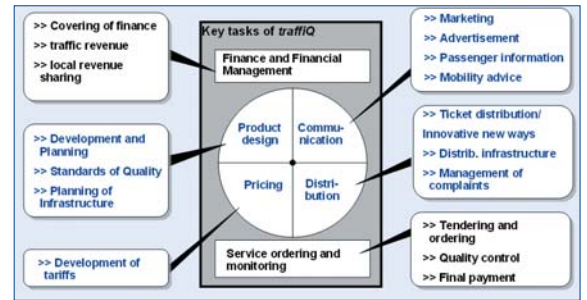 >> Covering of finance
>> traffic revenue
>> local revenue
sharing
Key tasks of traffiQ
Finance and Financial
Management
>> Marketing
>> Advertisement
>> Passenger information
>> Mobility advice
>> Development and
Planning
>> Standards of Quality
>> Planning of
Infrastructure
Product
design
Commu-
nication
Pricing
Distri-
bution
>> Ticket distribution/
Innovative new ways
>> Distrib. infrastructure
>> Management of
complaints
>> Development of
tariffs
Service ordering and
monitoring
>> Tendering and
ordering
>> Quality control
>> Final payment